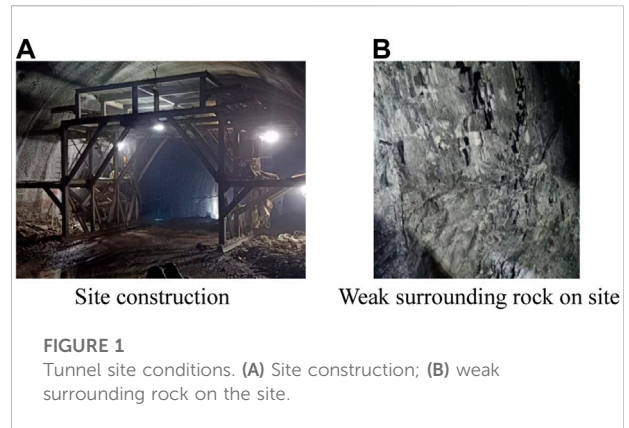 A
B
Site construction
Weak surrounding rock on site
FIGURE 1
Tunnel site conditions. (A) Site construction; (B) weak
surrounding rock on the site.